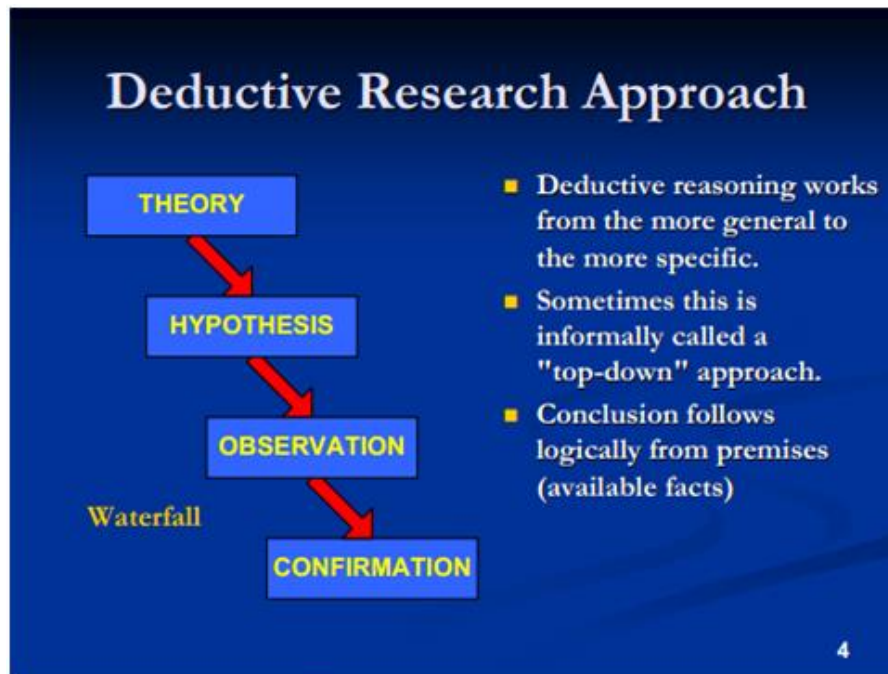 Deductive Research Approach
THEORY
HYPOTHESIS
OBSERVATION
Waterfall
CONFIRMATION
Deductive reasoning works
from the more general to
the more specific.
Sometimes this is
informally called a
"top-down" approach.
Conclusion follows
logically from premises
(available facts)
4